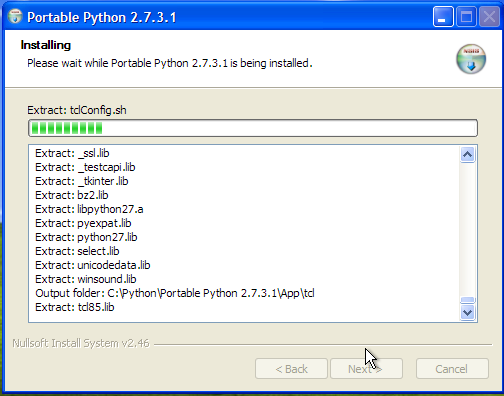 Portable Python 2.7.3.1
Installing
Please wait while Portable Python 2.7.3.1 is being installed.
Extract: tclConfig.sh
Extract: _ssl.lib
Extract: _testcapi.lib
Extract: _tkinter.lib
Extract: bz2.lib
Extract: libpython27.a
Extract: pyexpat.lib
Extract: python27.lib
Extract: select.lib
Extract: unicodedata.lib
Extract: winsound.lib
Output folder: C:\Python\Portable Python 2.7.3.1\App\tcl
Extract: tcl85.lib
Nullsoft Install System v2.46
< Back
Next >
Cancel